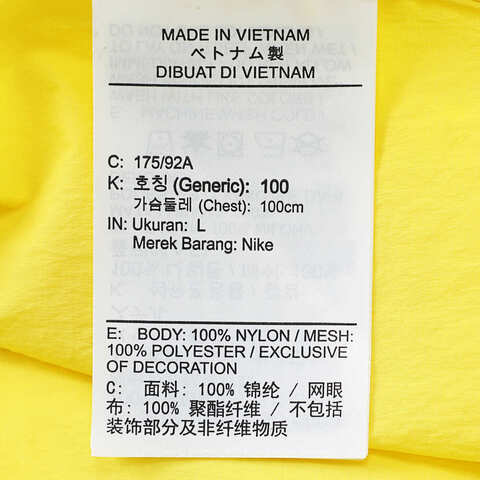 MADE IN VIETNAM
ベトナム製
DIBUAT DI VIETNAM
C: 175/92A
K: 호칭 (Generic): 100
가슴둘레 (Chest): 100cm
IN: Ukuran: L
Merek Barang: Nike
E: BODY: 100% NYLON / MESH:
100% POLYESTER / EXCLUSIVE
OF DECORATION
C: 面料: 100% 锦纶 / 网眼
布: 100% 聚酯纤维 / 不包括
装饰部分及非纤维物质